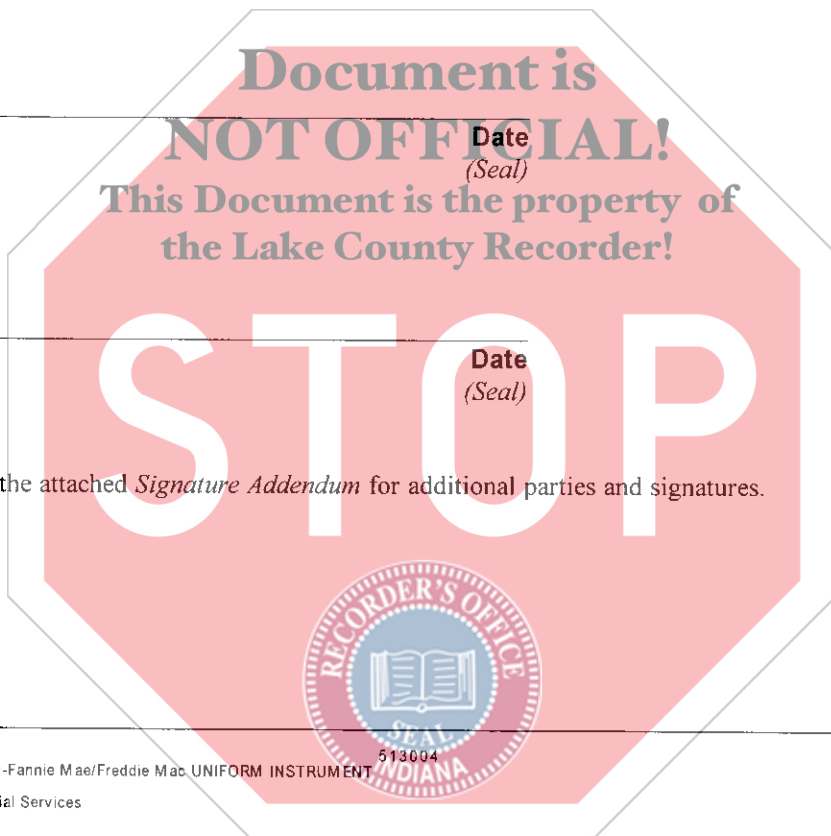 Document is
NOT OFFICIAL!
This Document is the property of
the Lake County Recorder!
Date
(Seal)
STOP
Date
(Seal)
the attached Signature Addendum for additional parties and signatures.
RECORDER'S OFFICE
SEAL
INDIANA
513004
-Fannie Mae/Freddie Mac UNIFORM INSTRUMENT
ial Services